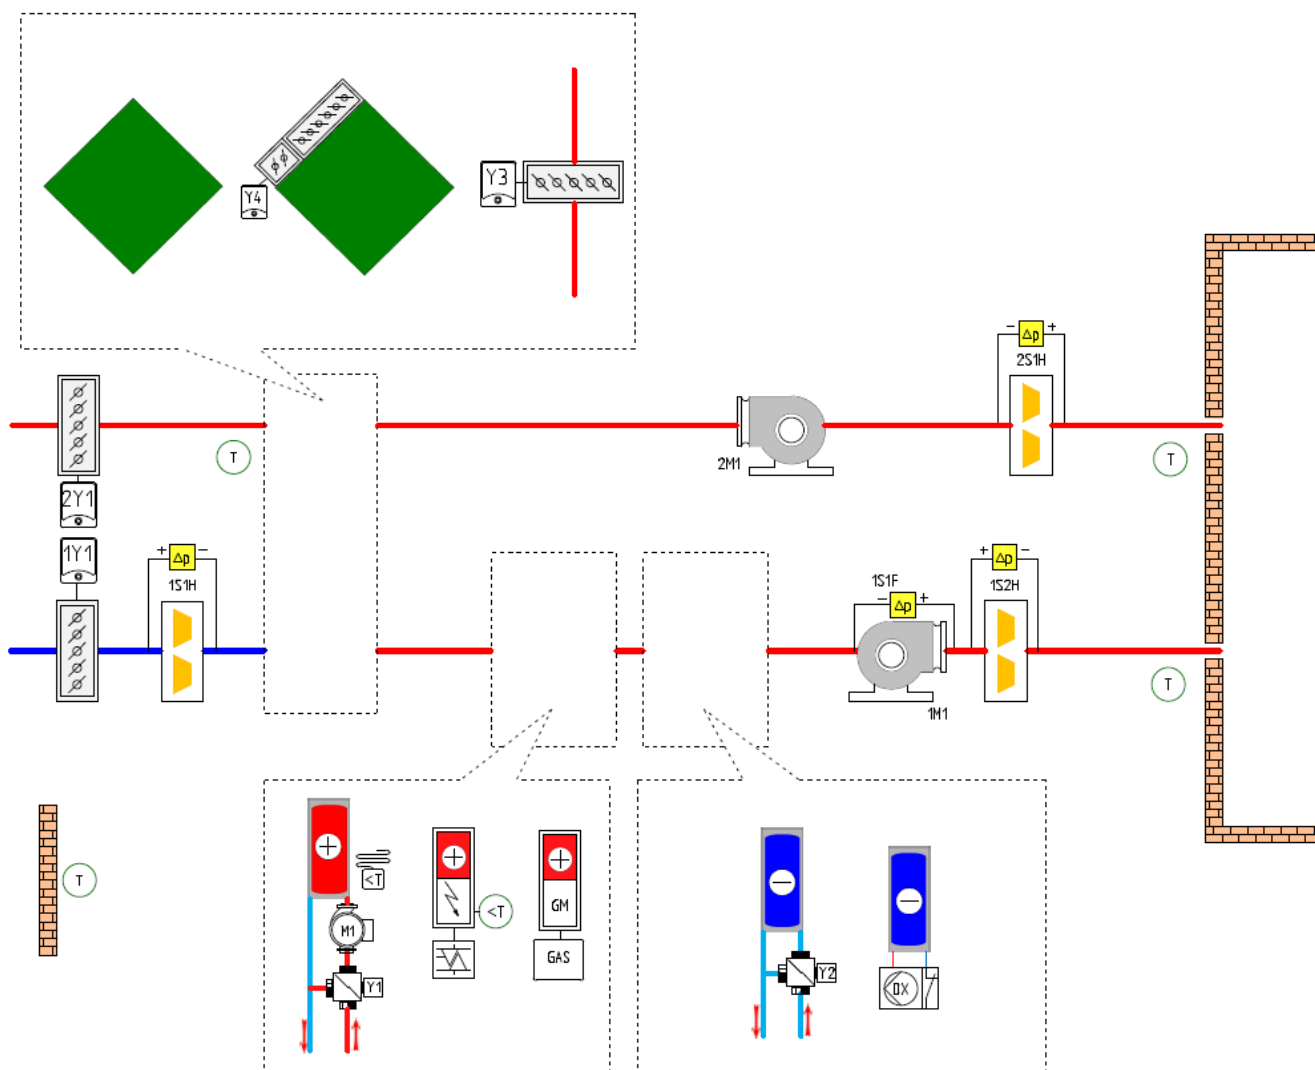 Y4
Y3
- Δp +
2S1H
T
2M1
T
2Y1
1Y1
+ Δp -
1S1H
1S1F
- Δp +
+ Δp -
1S2H
T
1M1
T
+
<T
M1
Y1
+
<T
+
GM
GAS
-
Y2
-
DX